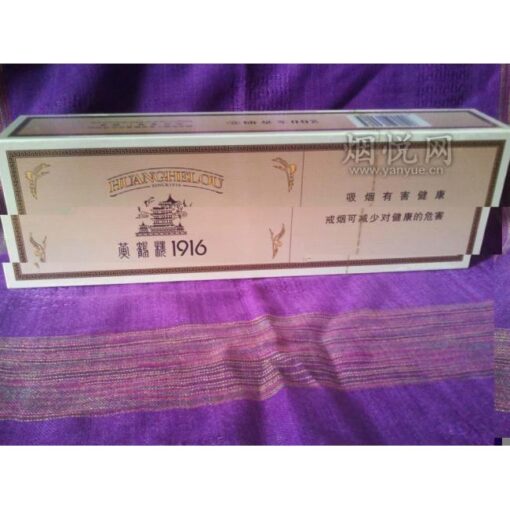 烟悦网
www.yanyue.cn
HUANGHELOU
SINCE1916
黄鹤楼1916
吸烟有害健康
戒烟可减少对健康的危害